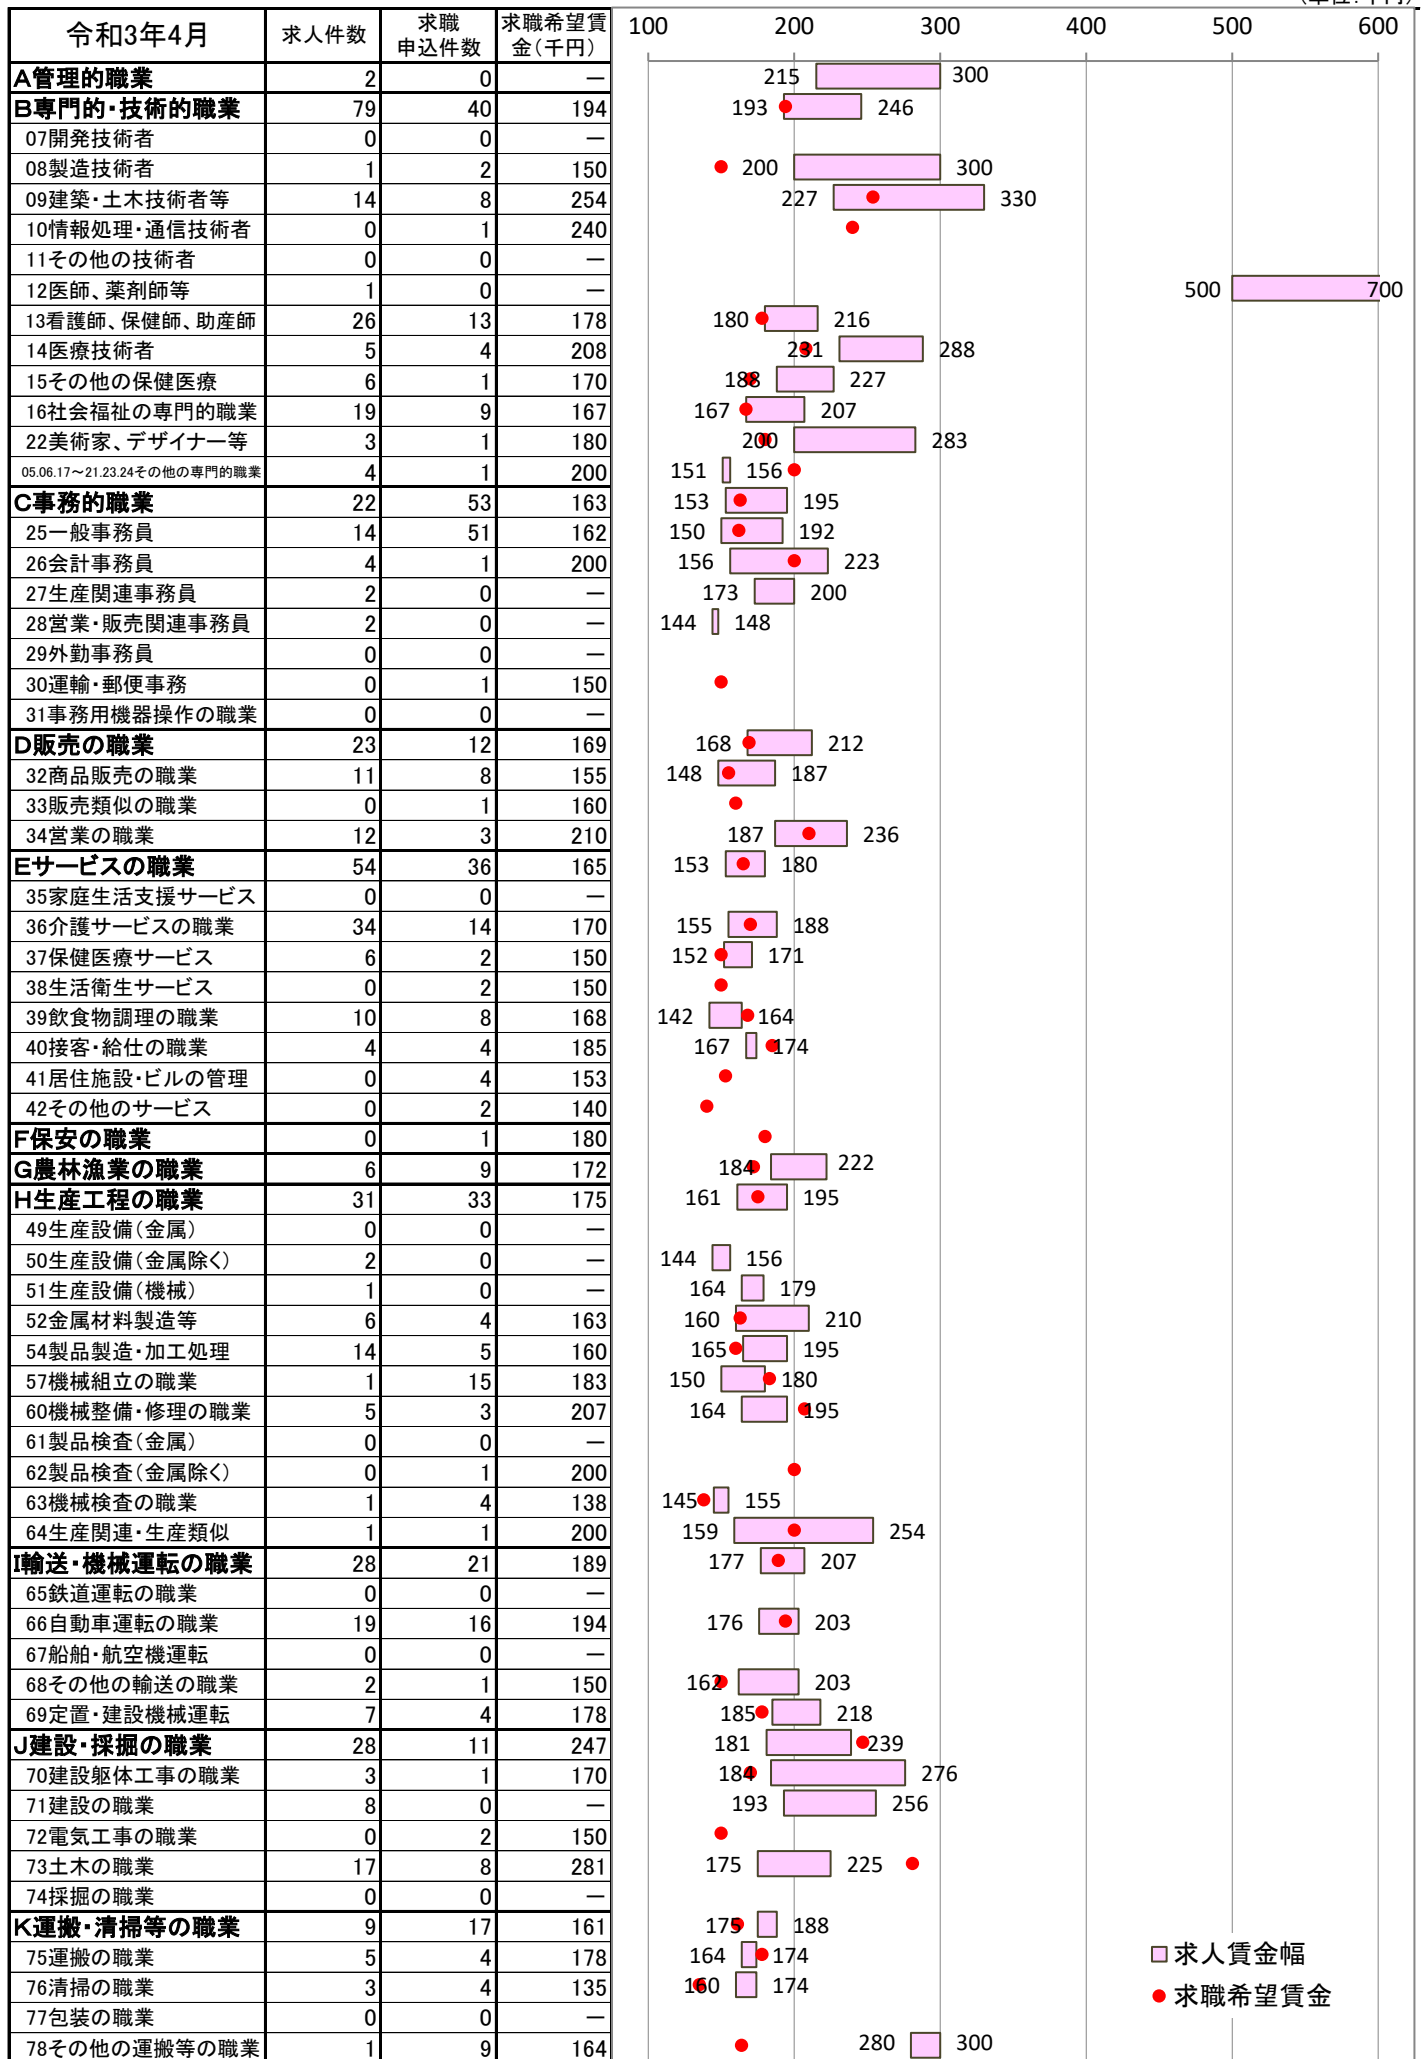 (単位:千円)
令和3年4月 求人件数 求職申込件数 求職希望賃金(千円) 100 200 300 400 500 600
A管理的職業 2 0 － 215 300
B専門的・技術的職業 79 40 194 193 246
07開発技術者 0 0 －
08製造技術者 1 2 150 200 300
09建築・土木技術者等 14 8 254 227 330
10情報処理・通信技術者 0 1 240
11その他の技術者 0 0 －
12医師、薬剤師等 1 0 － 500 700
13看護師、保健師、助産師 26 13 178 180 216
14医療技術者 5 4 208 231 288
15その他の保健医療 6 1 170 188 227
16社会福祉の専門的職業 19 9 167 167 207
22美術家、デザイナー等 3 1 180 200 283
05.06.17～21.23.24その他の専門的職業 4 1 200 151 156
C事務的職業 22 53 163 153 195
25一般事務員 14 51 162 150 192
26会計事務員 4 1 200 156 223
27生産関連事務員 2 0 － 173 200
28営業・販売関連事務員 2 0 － 144 148
29外勤事務員 0 0 －
30運輸・郵便事務 0 1 150
31事務用機器操作の職業 0 0 －
D販売の職業 23 12 169 168 212
32商品販売の職業 11 8 155 148 187
33販売類似の職業 0 1 160
34営業の職業 12 3 210 187 236
Eサービスの職業 54 36 165 153 180
35家庭生活支援サービス 0 0 －
36介護サービスの職業 34 14 170 155 188
37保健医療サービス 6 2 150 152 171
38生活衛生サービス 0 2 150
39飲食物調理の職業 10 8 168 142 164
40接客・給仕の職業 4 4 185 167 174
41居住施設・ビルの管理 0 4 153
42その他のサービス 0 2 140
F保安の職業 0 1 180
G農林漁業の職業 6 9 172 184 222
H生産工程の職業 31 33 175 161 195
49生産設備(金属) 0 0 －
50生産設備(金属除く) 2 0 － 144 156
51生産設備(機械) 1 0 － 164 179
52金属材料製造等 6 4 163 160 210
54製品製造・加工処理 14 5 160 165 195
57機械組立の職業 1 15 183 150 180
60機械整備・修理の職業 5 3 207 164 195
61製品検査(金属) 0 0 －
62製品検査(金属除く) 0 1 200
63機械検査の職業 1 4 138 145 155
64生産関連・生産類似 1 1 200 159 254
I輸送・機械運転の職業 28 21 189 177 207
65鉄道運転の職業 0 0 －
66自動車運転の職業 19 16 194 176 203
67船舶・航空機運転 0 0 －
68その他の輸送の職業 2 1 150 162 203
69定置・建設機械運転 7 4 178 185 218
J建設・採掘の職業 28 11 247 181 239
70建設躯体工事の職業 3 1 170 184 276
71建設の職業 8 0 － 193 256
72電気工事の職業 0 2 150
73土木の職業 17 8 281 175 225
74採掘の職業 0 0 －
K運搬・清掃等の職業 9 17 161 175 188
75運搬の職業 5 4 178 164 174 求人賃金幅
76清掃の職業 3 4 135 160 174 求職希望賃金
77包装の職業 0 0 －
78その他の運搬等の職業 1 9 164 280 300